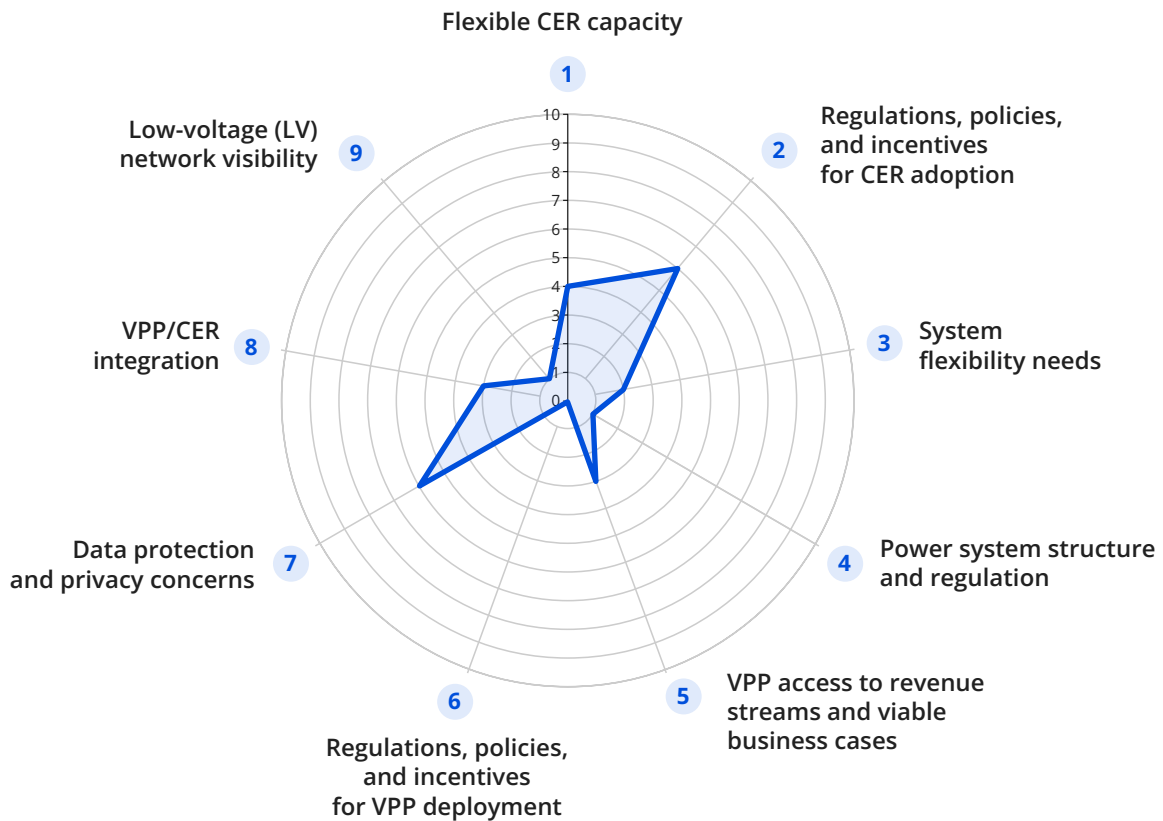 Flexible CER capacity
1
Regulations, policies,
and incentives
for CER adoption
2
System
flexibility needs
3
Power system structure
and regulation
4
VPP access to revenue
streams and viable
business cases
5
Regulations, policies,
and incentives
for VPP deployment
6
Data protection
and privacy concerns
7
VPP/CER
integration
8
Low-voltage (LV)
network visibility
9
10
9
8
7
6
5
4
3
2
1
0